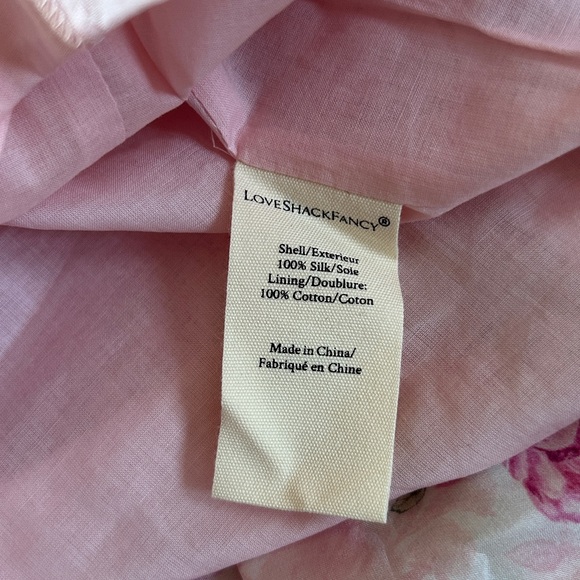 LoveShackFancy®
Shell/Exterieur
100% Silk/Soie
Lining/Doublure:
100% Cotton/Coton
Made in China/
Fabriqué en Chine